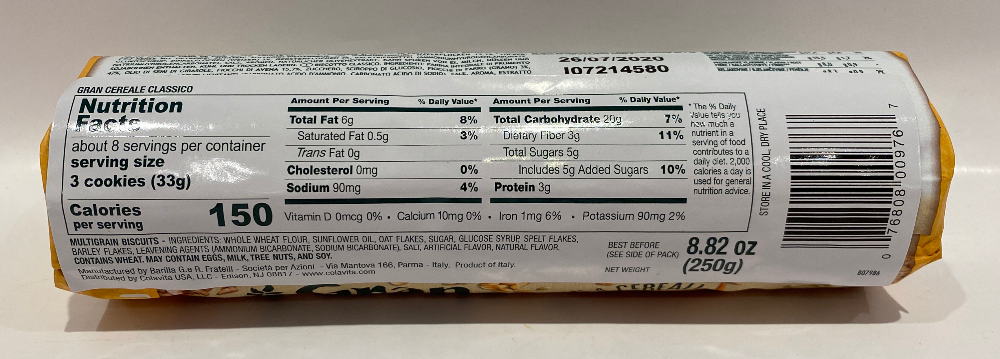 26/07/2020
I07214580
GRAN CEREALE CLASSICO
Nutrition
Facts
about 8 servings per container
serving size
3 cookies (33g)
Calories
per serving
150
Amount Per Serving % Daily Value*
Total Fat 6g 8%
Saturated Fat 0.5g 3%
Trans Fat 0g
Cholesterol 0mg 0%
Sodium 90mg 4%
Amount Per Serving % Daily Value*
Total Carbohydrate 20g 7%
Dietary Fiber 3g 11%
Total Sugars 5g
Includes 5g Added Sugars 10%
Protein 3g
Vitamin D 0mcg 0% • Calcium 10mg 0% • Iron 1mg 6% • Potassium 90mg 2%
* The % Daily
Value tells you
how much a
nutrient in a
serving of food
contributes to a
daily diet. 2,000
calories a day is
used for general
nutrition advice.
STORE IN A COOL, DRY PLACE
0 76808 00976 7
807986
MULTIGRAIN BISCUITS - INGREDIENTS: WHOLE WHEAT FLOUR, SUNFLOWER OIL, OAT FLAKES, SUGAR, GLUCOSE SYRUP, SPELT FLAKES,
BARLEY FLAKES, LEAVENING AGENTS (AMMONIUM BICARBONATE, SODIUM BICARBONATE), SALT, ARTIFICIAL FLAVOR, NATURAL FLAVOR.
CONTAINS WHEAT. MAY CONTAIN EGGS, MILK, TREE NUTS, AND SOY.
Manufactured by Barilla G.e R. Fratelli - Società per Azioni - Via Mantova 166, Parma - Italy. Product of Italy.
Distributed by Colavita USA, LLC - Edison, NJ 08817 - www.colavita.com
BEST BEFORE
(SEE SIDE OF PACK)
NET WEIGHT
8.82 oz
(250g)
Gran
CEREALI